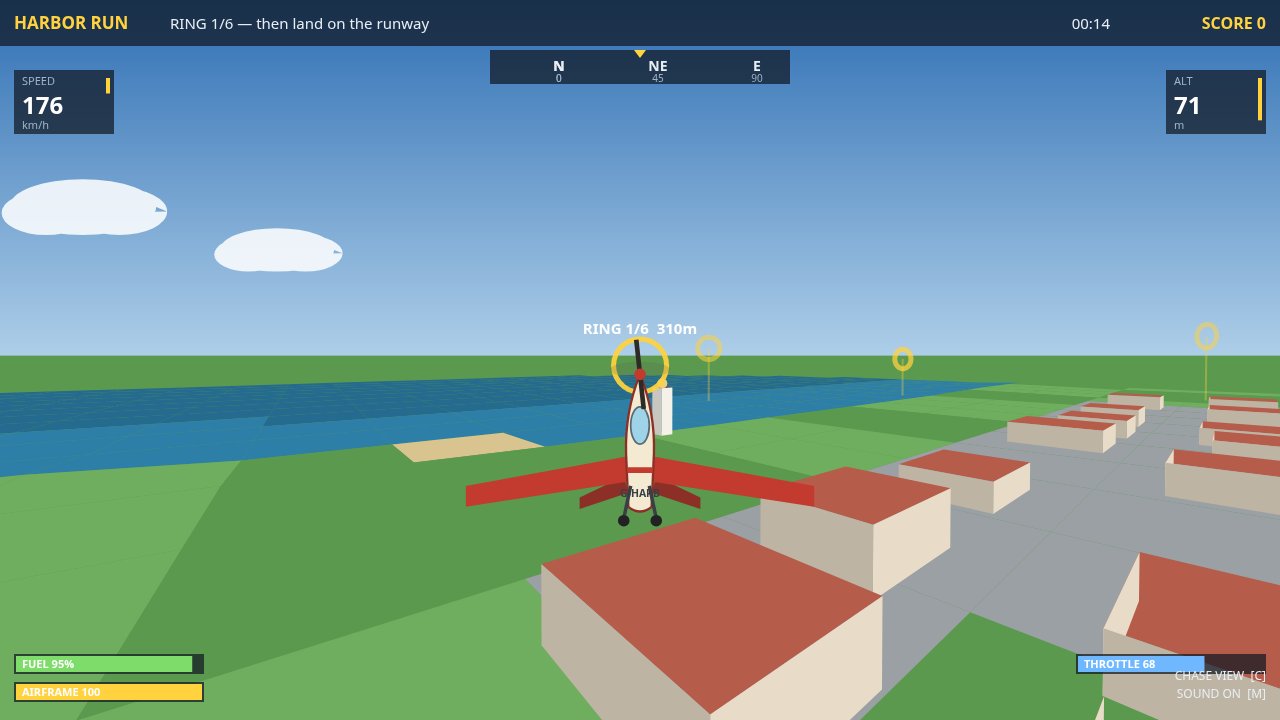 HARBOR RUN
RING 1/6 — then land on the runway
00:14
SCORE 0
SPEED
176
km/h
N
0
NE
45
E
90
ALT
71
m
RING 1/6 310m
FUEL 95%
AIRFRAME 100
THROTTLE 68
CHASE VIEW [C]
SOUND ON [M]